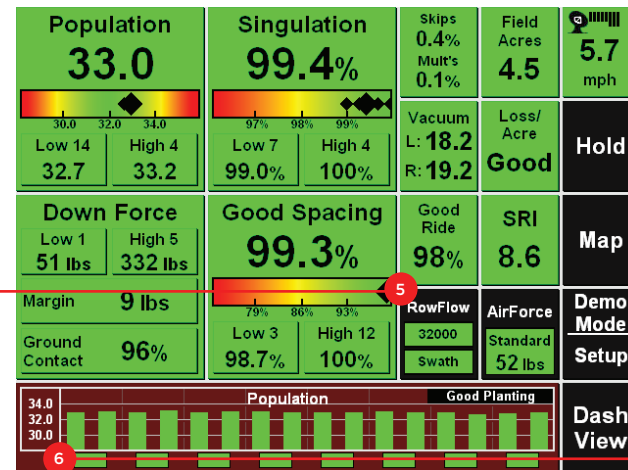 Population
33.0
30.0 32.0 34.0
Low 14
32.7
High 4
33.2
Singulation
99.4%
97% 98% 99%
Low 7
99.0%
High 4
100%
Skips
0.4%
Mult's
0.1%
Field
Acres
4.5
5.7
mph
Vacuum
L: 18.2
R: 19.2
Loss/
Acre
Good
Hold
Down Force
Low 1
51 lbs
High 5
332 lbs
Margin 9 lbs
Ground
Contact 96%
Good Spacing
99.3%
5
79% 86% 93%
Low 3
98.7%
High 12
100%
Good
Ride
98%
SRI
8.6
Map
RowFlow
32000
Swath
AirForce
Standard
52 lbs
Demo
Mode
Setup
Population
Good Planting
34.0
32.0
30.0
6
Dash
View